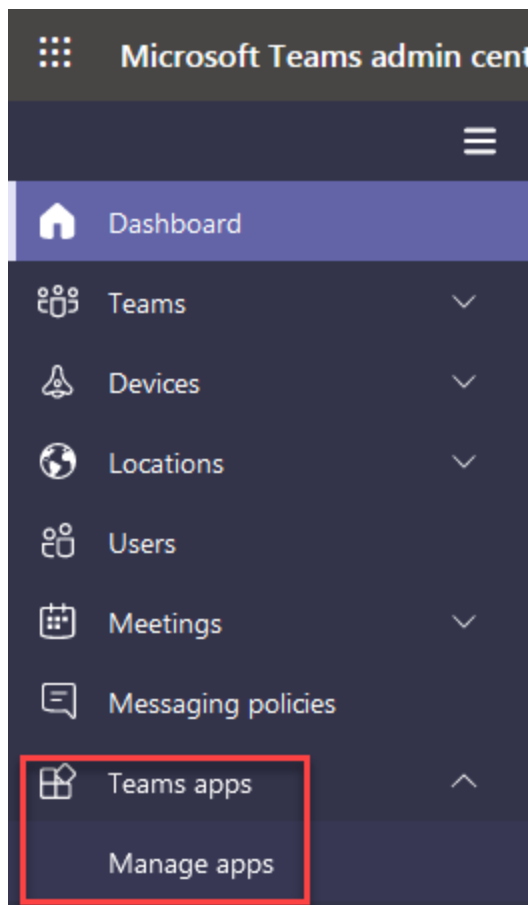 Microsoft Teams admin cent
Dashboard
Teams
Devices
Locations
Users
Meetings
Messaging policies
Teams apps
Manage apps